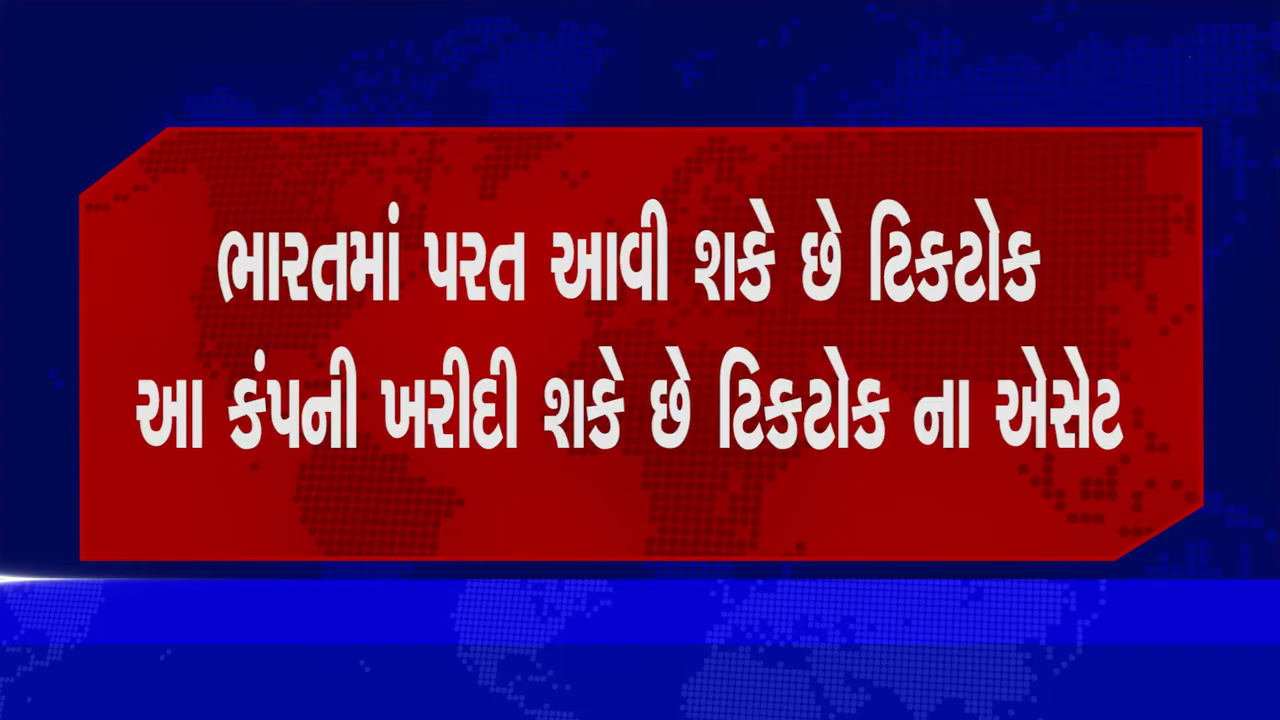 ભારતમાં પરત આવી શકે છે ટિકટોક
આ કંપની ખરીદી શકે છે ટિકટોક ના એસેટ